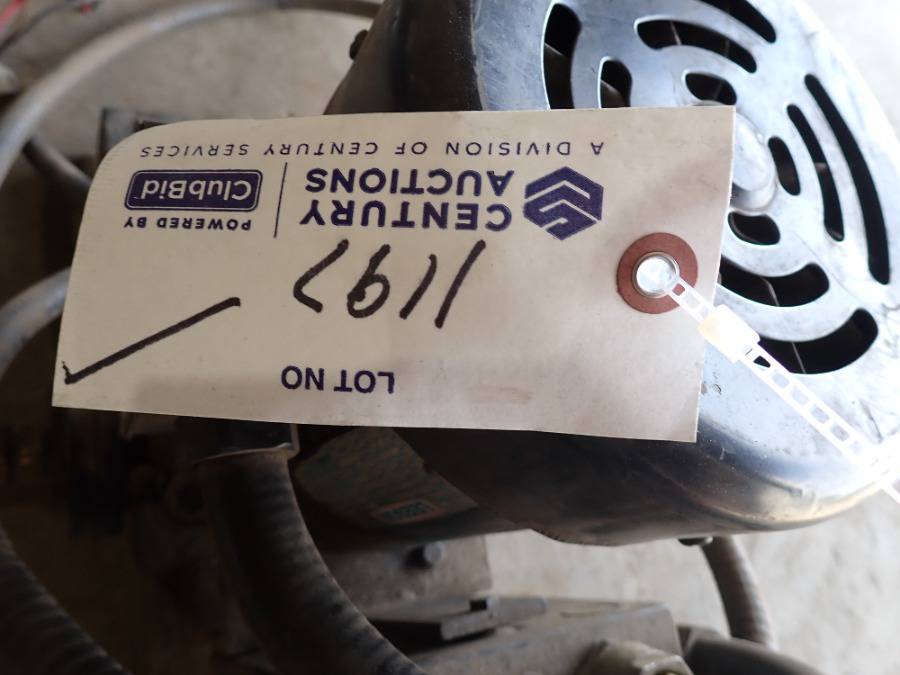 LOT NO
1197
CENTURY
AUCTIONS
POWERED BY
ClubBid
A DIVISION OF CENTURY SERVICES